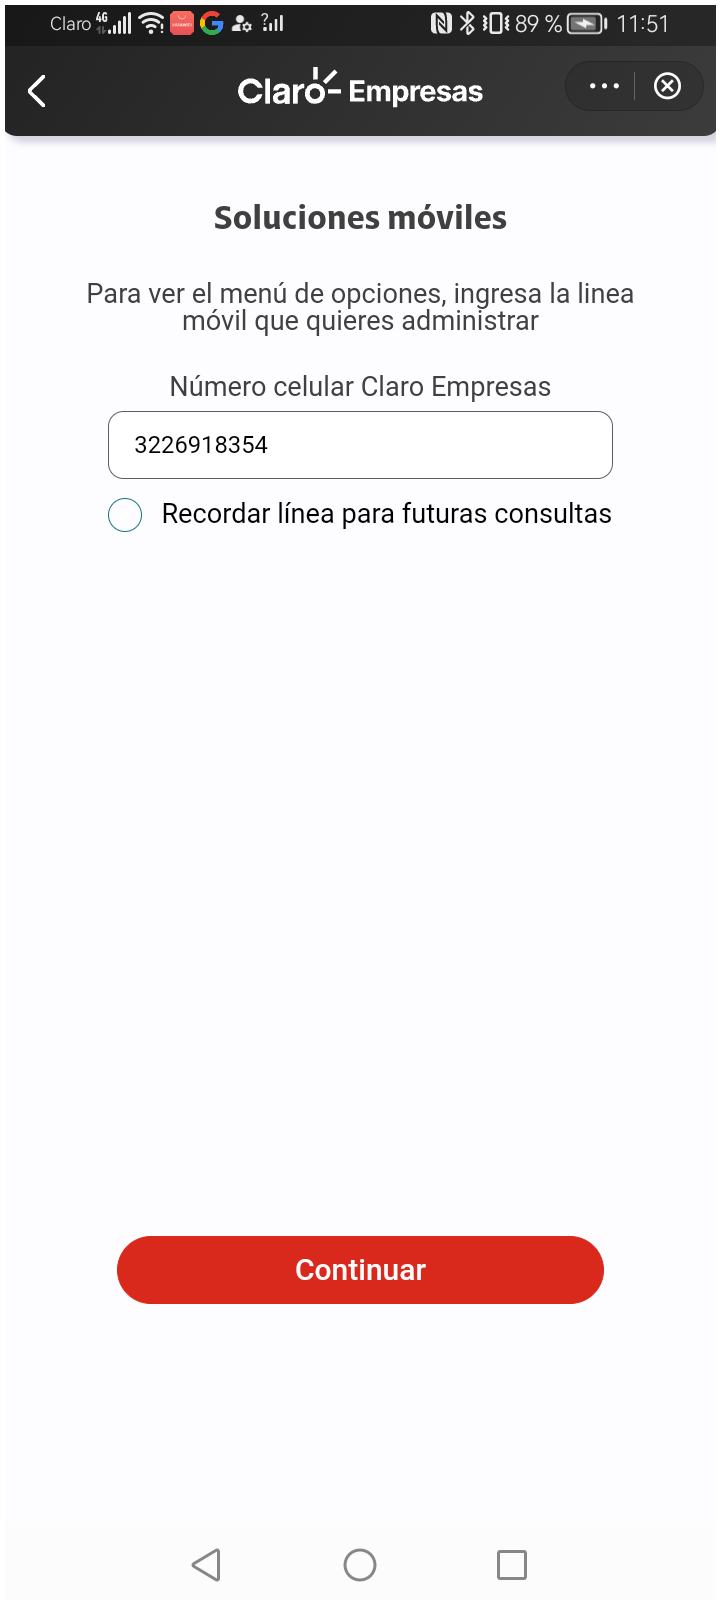 Claro 4G 89 % 11:51
Claro Empresas
Soluciones móviles
Para ver el menú de opciones, ingresa la linea
móvil que quieres administrar
Número celular Claro Empresas
3226918354
Recordar línea para futuras consultas
Continuar